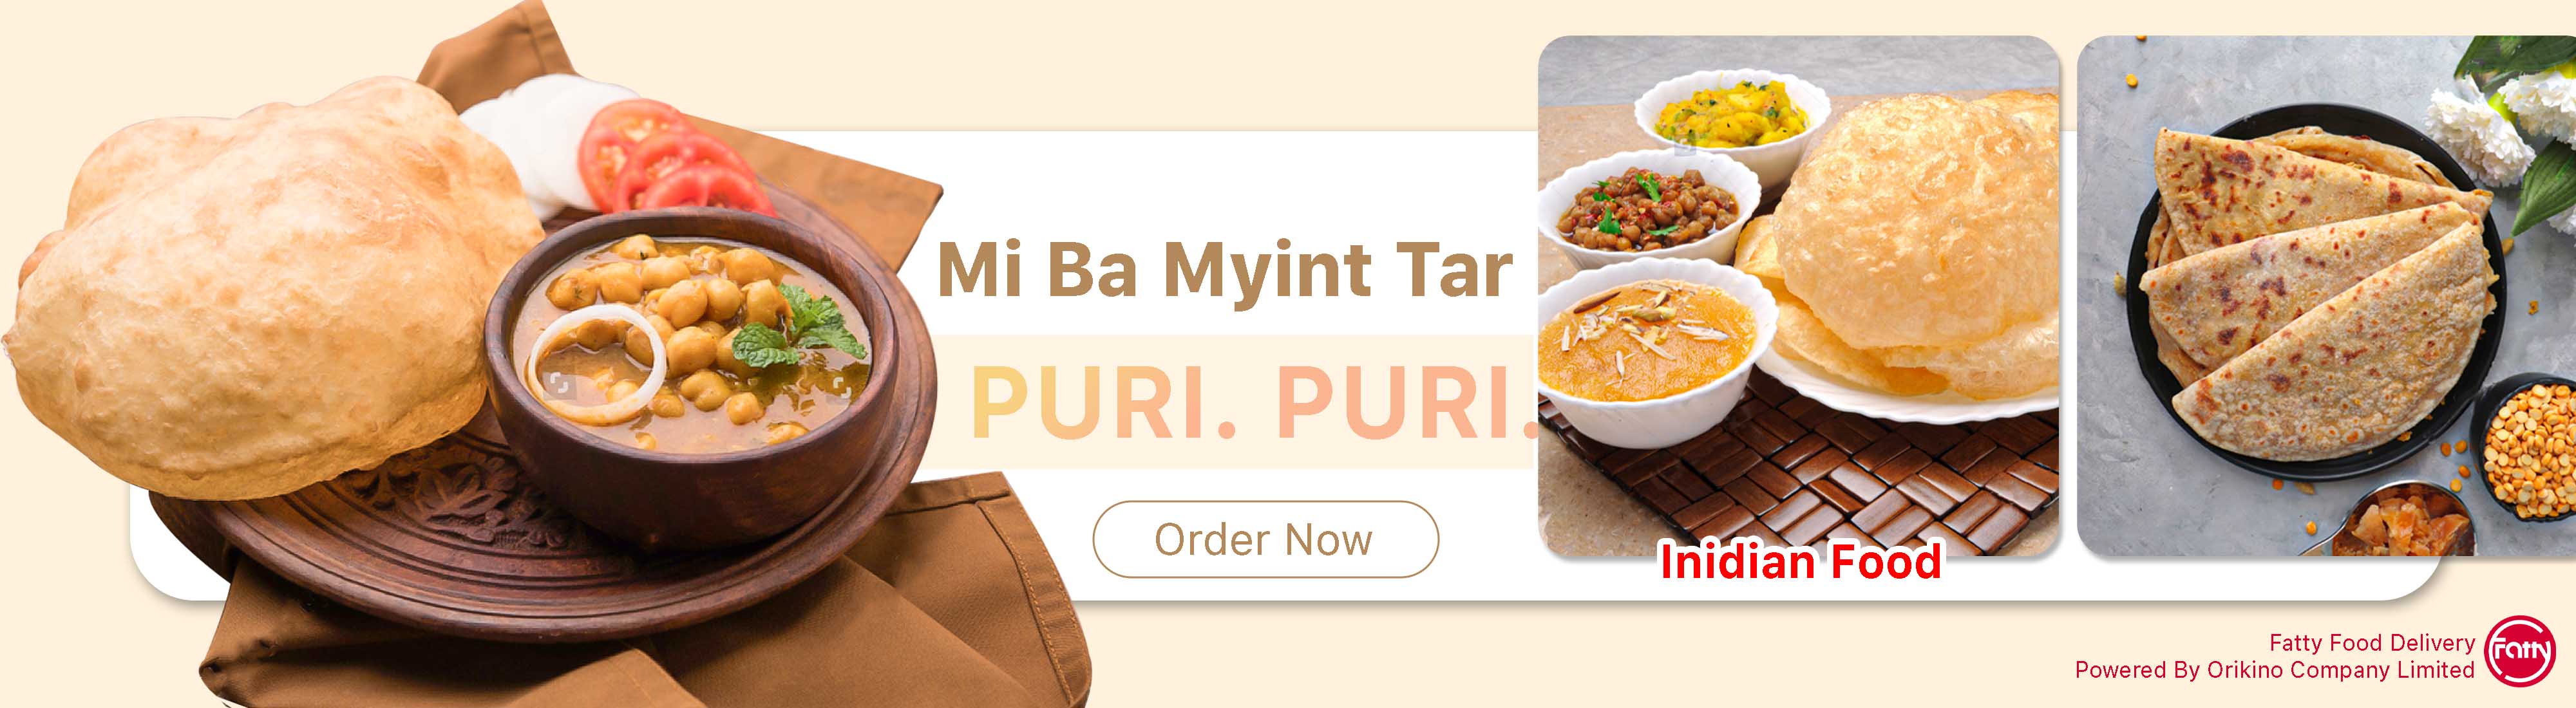 Mi Ba Myint Tar
PURI. PURI.
Order Now
Inidian Food
Fatty Food Delivery
Powered By Orikino Company Limited
Fatty